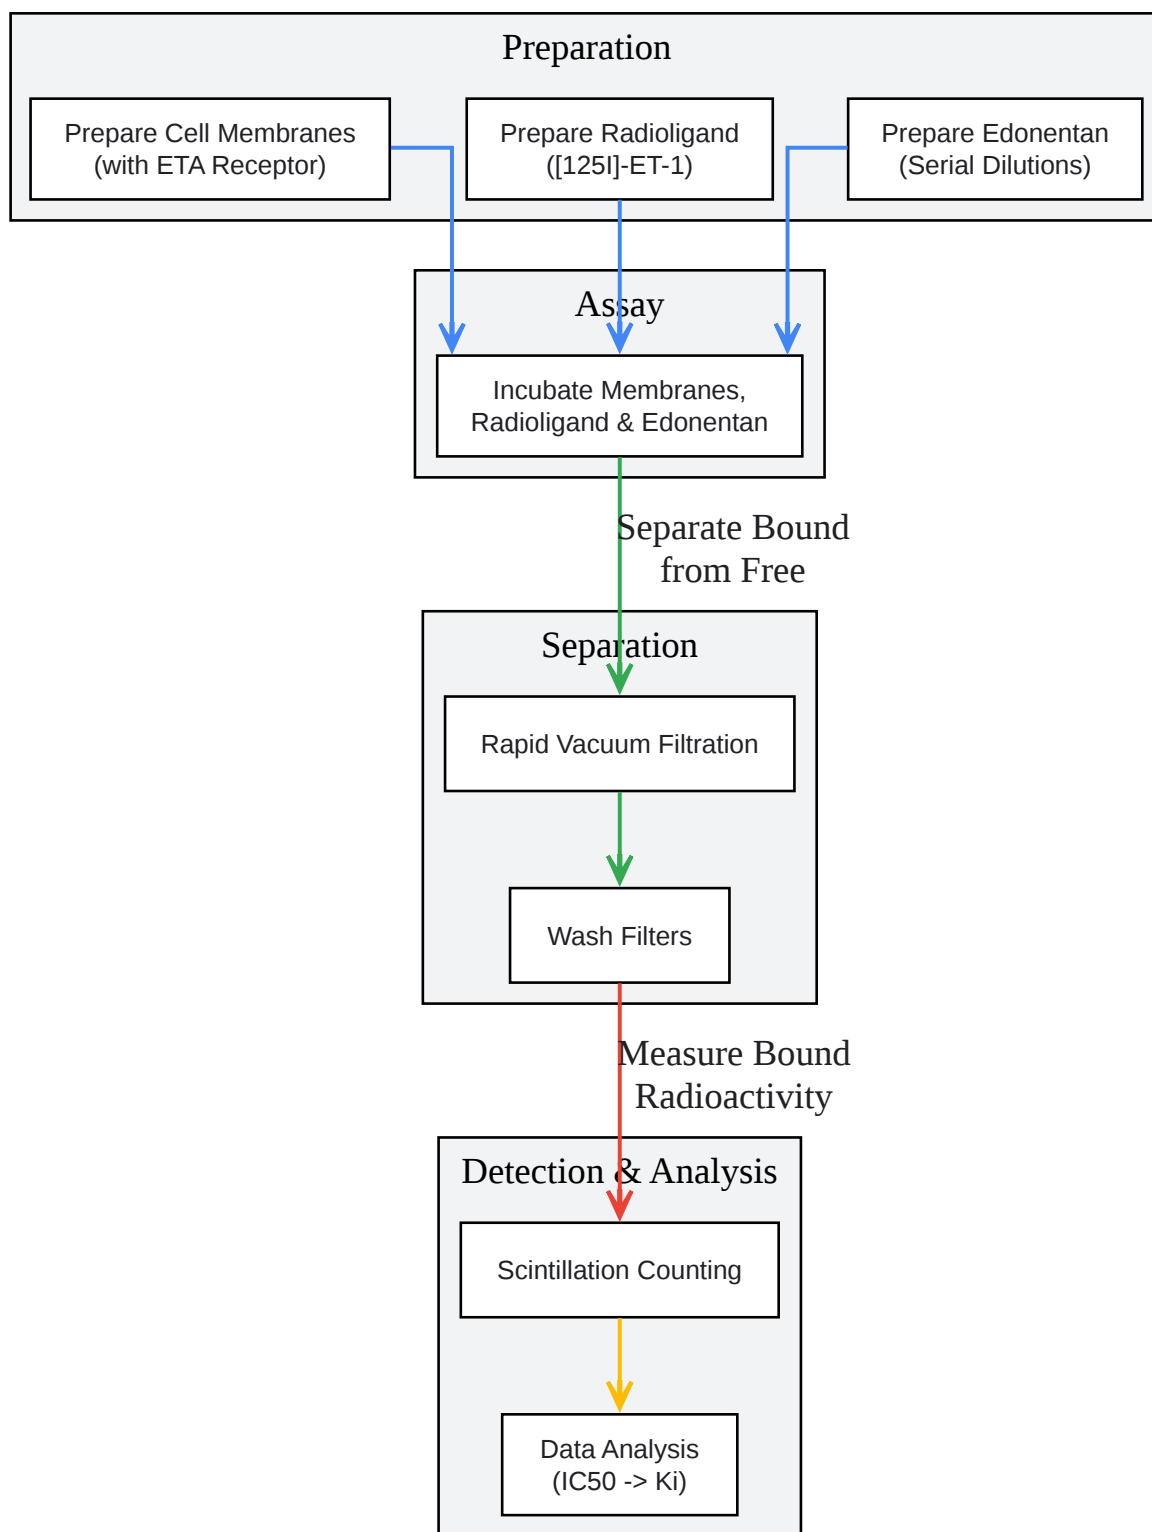 Preparation
Prepare Cell Membranes
(with ETA Receptor)
Prepare Radioligand
([125I]-ET-1)
Prepare Edonentan
(Serial Dilutions)
Assay
Incubate Membranes,
Radioligand & Edonentan
Separate Bound
from Free
Separation
Rapid Vacuum Filtration
Wash Filters
Measure Bound
Radioactivity
Detection & Analysis
Scintillation Counting
Data Analysis
(IC50 -> Ki)